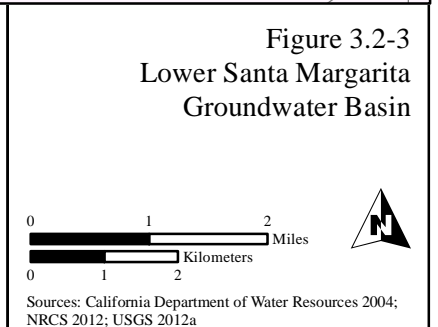 Figure 3.2-3
Lower Santa Margarita
Groundwater Basin
0 1 2
Miles
Kilometers
0 1 2
N
Sources: California Department of Water Resources 2004;
NRCS 2012; USGS 2012a